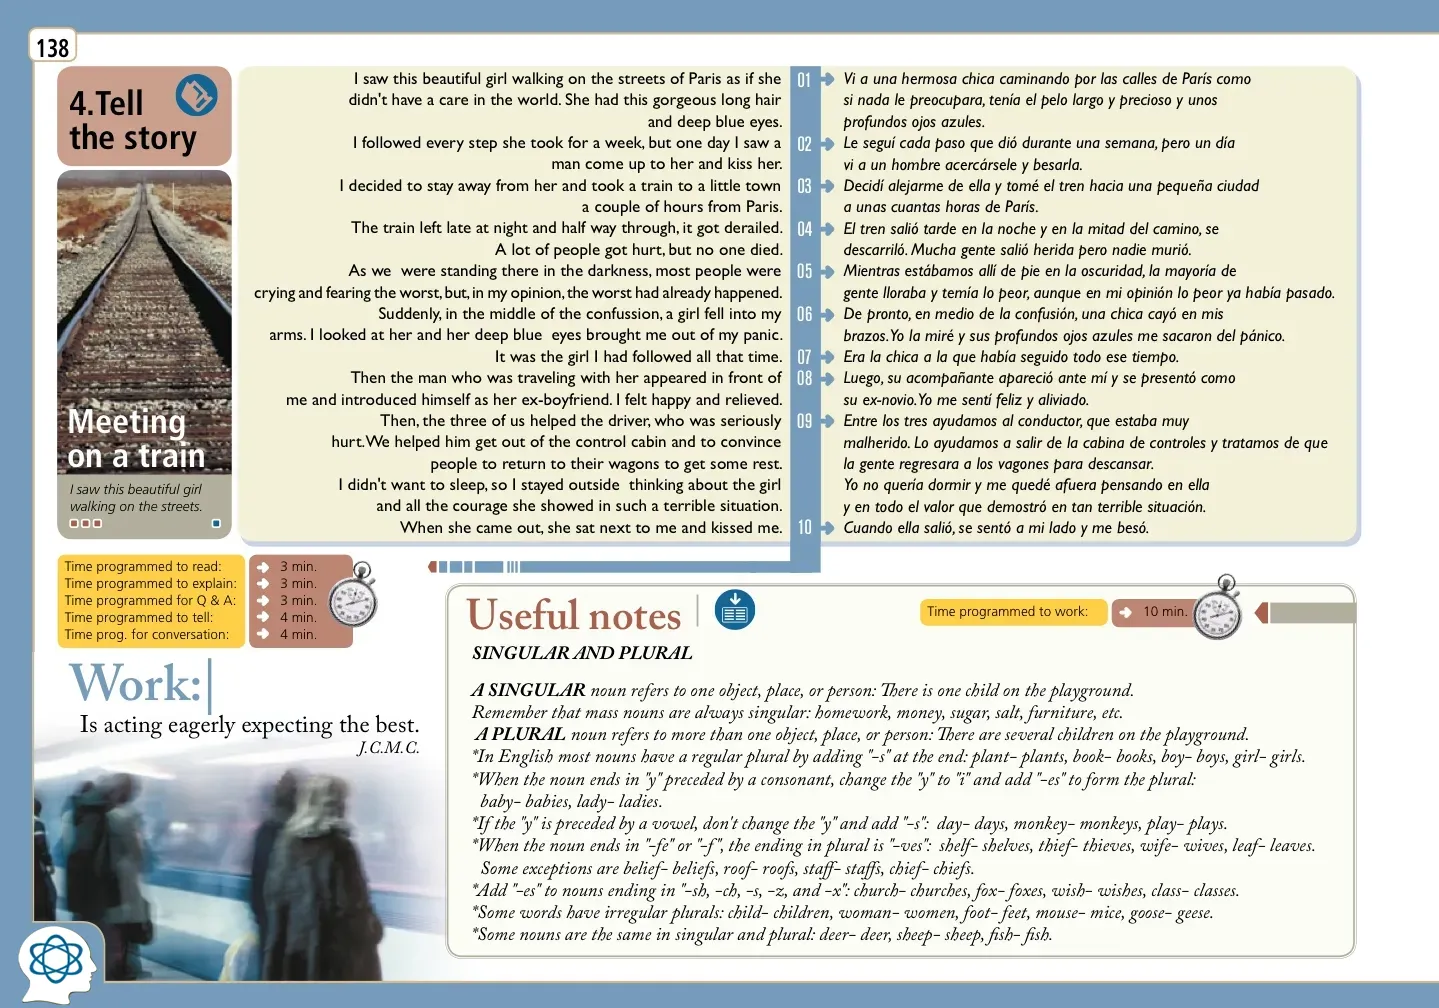 138
4.Tell
the story
Meeting
on a train
I saw this beautiful girl
walking on the streets.
I saw this beautiful girl walking on the streets of Paris as if she
didn't have a care in the world. She had this gorgeous long hair
and deep blue eyes.
I followed every step she took for a week, but one day I saw a
man come up to her and kiss her.
I decided to stay away from her and took a train to a little town
a couple of hours from Paris.
The train left late at night and half way through, it got derailed.
A lot of people got hurt, but no one died.
As we were standing there in the darkness, most people were
crying and fearing the worst, but, in my opinion, the worst had already happened.
Suddenly, in the middle of the confussion, a girl fell into my
arms. I looked at her and her deep blue eyes brought me out of my panic.
It was the girl I had followed all that time.
Then the man who was traveling with her appeared in front of
me and introduced himself as her ex-boyfriend. I felt happy and relieved.
Then, the three of us helped the driver, who was seriously
hurt.We helped him get out of the control cabin and to convince
people to return to their wagons to get some rest.
I didn't want to sleep, so I stayed outside thinking about the girl
and all the courage she showed in such a terrible situation.
When she came out, she sat next to me and kissed me.
01
02
03
04
05
06
07
08
09
10
Vi a una hermosa chica caminando por las calles de París como
si nada le preocupara, tenía el pelo largo y precioso y unos
profundos ojos azules.
Le seguí cada paso que dió durante una semana, pero un día
vi a un hombre acercársele y besarla.
Decidí alejarme de ella y tomé el tren hacia una pequeña ciudad
a unas cuantas horas de París.
El tren salió tarde en la noche y en la mitad del camino, se
descarriló. Mucha gente salió herida pero nadie murió.
Mientras estábamos allí de pie en la oscuridad, la mayoría de
gente lloraba y temía lo peor, aunque en mi opinión lo peor ya había pasado.
De pronto, en medio de la confusión, una chica cayó en mis
brazos.Yo la miré y sus profundos ojos azules me sacaron del pánico.
Era la chica a la que había seguido todo ese tiempo.
Luego, su acompañante apareció ante mí y se presentó como
su ex-novio.Yo me sentí feliz y aliviado.
Entre los tres ayudamos al conductor, que estaba muy
malherido. Lo ayudamos a salir de la cabina de controles y tratamos de que
la gente regresara a los vagones para descansar.
Yo no quería dormir y me quedé afuera pensando en ella
y en todo el valor que demostró en tan terrible situación.
Cuando ella salió, se sentó a mi lado y me besó.
Time programmed to read: 3 min.
Time programmed to explain: 3 min.
Time programmed for Q & A: 3 min.
Time programmed to tell: 4 min.
Time prog. for conversation: 4 min.
Work:
Is acting eagerly expecting the best.
J.C.M.C.
Useful notes
Time programmed to work: 10 min.
SINGULAR AND PLURAL
A SINGULAR noun refers to one object, place, or person: There is one child on the playground.
Remember that mass nouns are always singular: homework, money, sugar, salt, furniture, etc.
A PLURAL noun refers to more than one object, place, or person: There are several children on the playground.
*In English most nouns have a regular plural by adding "-s" at the end: plant- plants, book- books, boy- boys, girl- girls.
*When the noun ends in "y" preceded by a consonant, change the "y" to "i" and add "-es" to form the plural:
baby- babies, lady- ladies.
*If the "y" is preceded by a vowel, don't change the "y" and add "-s": day- days, monkey- monkeys, play- plays.
*When the noun ends in "-fe" or "-f", the ending in plural is "-ves": shelf- shelves, thief- thieves, wife- wives, leaf- leaves.
Some exceptions are belief- beliefs, roof- roofs, staff- staffs, chief- chiefs.
*Add "-es" to nouns ending in "-sh, -ch, -s, -z, and -x": church- churches, fox- foxes, wish- wishes, class- classes.
*Some words have irregular plurals: child- children, woman- women, foot- feet, mouse- mice, goose- geese.
*Some nouns are the same in singular and plural: deer- deer, sheep- sheep, fish- fish.